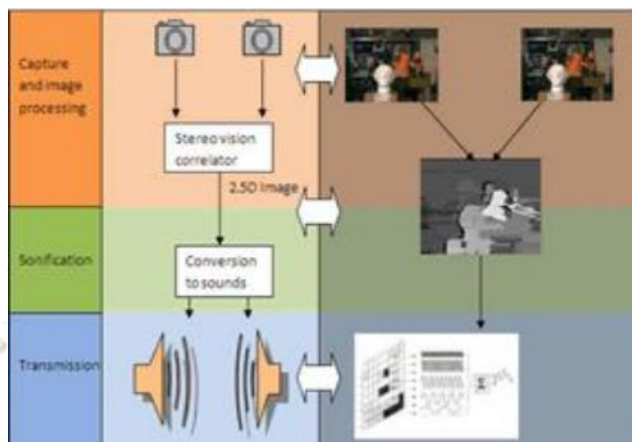 Capture
and image
processing
Stereo vision
correlator
2.5D Image
Sonification
Conversion
to sounds
Transmission